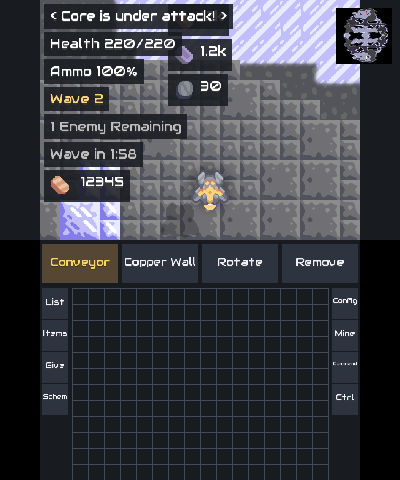 < Core is under attack! >
Health 220/220
1.2k
Ammo 100%
30
Wave 2
1 Enemy Remaining
Wave in 1:58
12345
Conveyor
Copper Wall
Rotate
Remove
List
Config
Items
Mine
Give
Command
Schem
Ctrl